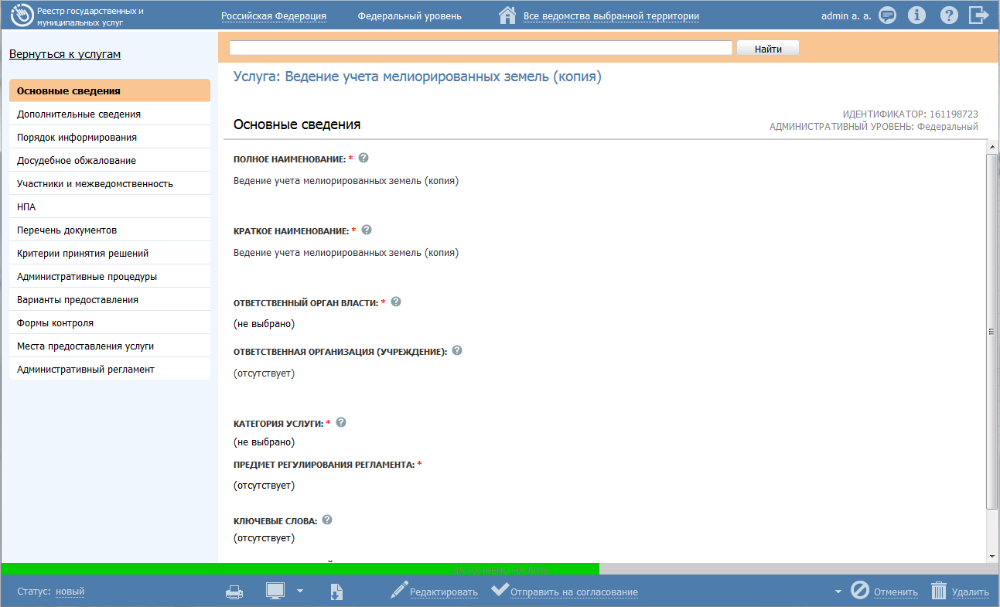 Реестр государственных и
муниципальных услуг
Российская Федерация
Федеральный уровень
Все ведомства выбранной территории
admin a. a.
Вернуться к услугам
Найти
Услуга: Ведение учета мелиорированных земель (копия)
Основные сведения
Дополнительные сведения
Порядок информирования
Досудебное обжалование
Участники и межведомственность
НПА
Перечень документов
Критерии принятия решений
Административные процедуры
Варианты предоставления
Формы контроля
Места предоставления услуги
Административный регламент
Основные сведения
ИДЕНТИФИКАТОР: 161198723
АДМИНИСТРАТИВНЫЙ УРОВЕНЬ: Федеральный
ПОЛНОЕ НАИМЕНОВАНИЕ: * ?
Ведение учета мелиорированных земель (копия)
КРАТКОЕ НАИМЕНОВАНИЕ: * ?
Ведение учета мелиорированных земель (копия)
ОТВЕТСТВЕННЫЙ ОРГАН ВЛАСТИ: * ?
(не выбрано)
ОТВЕТСТВЕННАЯ ОРГАНИЗАЦИЯ (УЧРЕЖДЕНИЕ): ?
(отсутствует)
КАТЕГОРИЯ УСЛУГИ: * ?
(не выбрано)
ПРЕДМЕТ РЕГУЛИРОВАНИЯ РЕГЛАМЕНТА: *
(отсутствует)
КЛЮЧЕВЫЕ СЛОВА: ?
(отсутствует)
ЗАПОЛНЕНО НА 60%
Статус: новый
Редактировать
Отправить на согласование
Отменить
Удалить